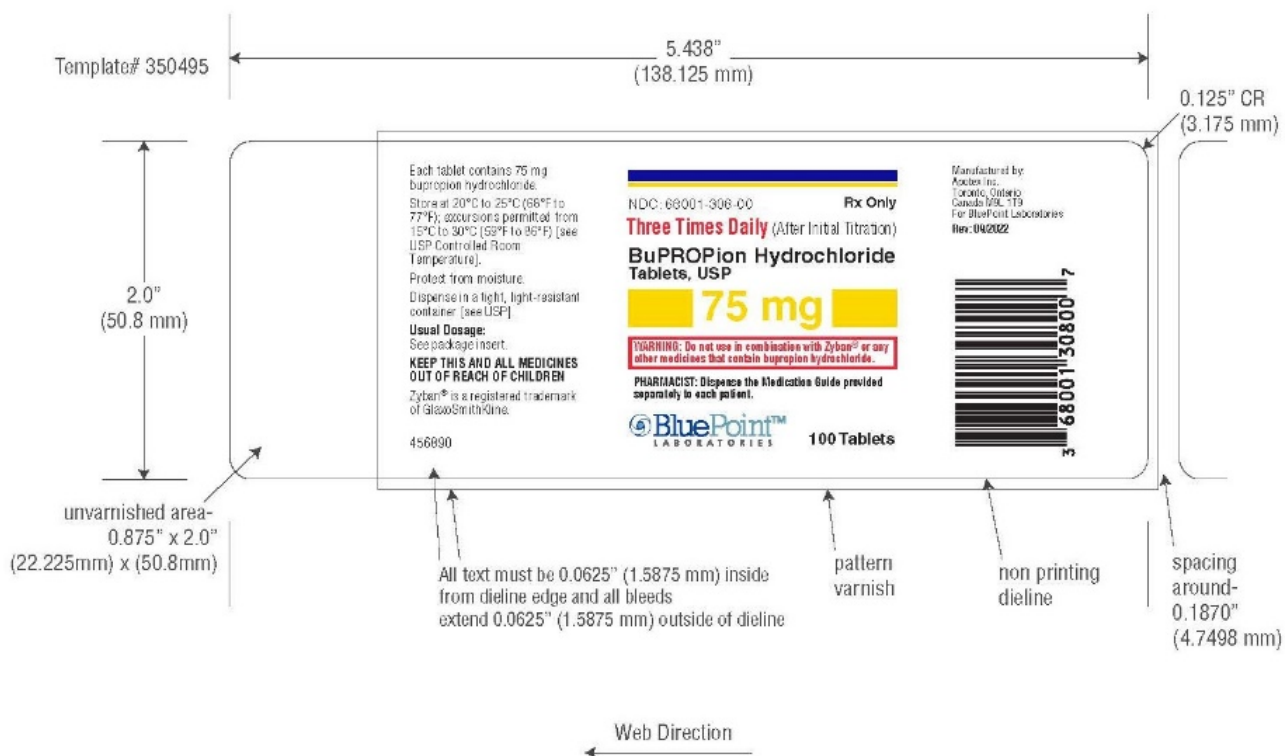 Template# 350495
5.438"
(138.125 mm)
0.125" CR
(3.175 mm)
2.0"
(50.8 mm)
Each tablet contains 75 mg
bupropion hydrochloride.
Store at 20°C to 25°C (68°F to
77°F); excursions permitted from
15°C to 30°C (59°F to 86°F) [see
USP Controlled Room
Temperature].
Protect from moisture.
Dispense in a tight, light-resistant
container [see USP]
Usual Dosage:
See package insert.
KEEP THIS AND ALL MEDICINES
OUT OF REACH OF CHILDREN
Zyban® is a registered trademark
of GlaxoSmithKline.
456890
NDC: 68001-308-00 Rx Only
Three Times Daily (After Initial Titration)
BuPROPion Hydrochloride
Tablets, USP
75 mg
WARNING: Do not use in combination with Zyban® or any
other medicines that contain bupropion hydrochloride.
PHARMACIST: Dispense the Medication Guide provided
separately to each patient.
BluePoint™
LABORATORIES
100 Tablets
Manufactured by:
Apotex Inc.
Toronto, Ontario
Canada M9L 1T9
For BluePoint Laboratories
Rev: 09/2022
3 68001 30800 7
unvarnished area-
0.875" x 2.0"
(22.225mm) x (50.8mm)
All text must be 0.0625" (1.5875 mm) inside
from dieline edge and all bleeds
extend 0.0625" (1.5875 mm) outside of dieline
pattern
varnish
non printing
dieline
spacing
around-
0.1870"
(4.7498 mm)
Web Direction